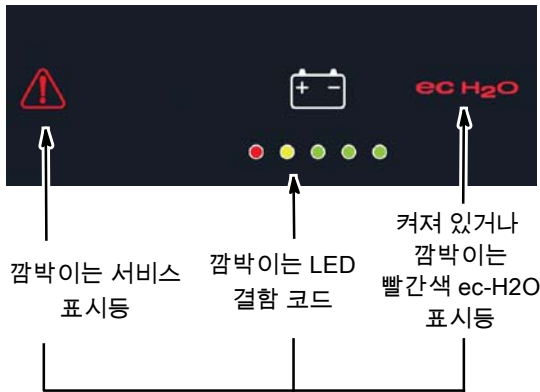 ec H2O
깜박이는 서비스
표시등
깜박이는 LED
결함 코드
켜져 있거나
깜박이는
빨간색 ec-H2O
표시등